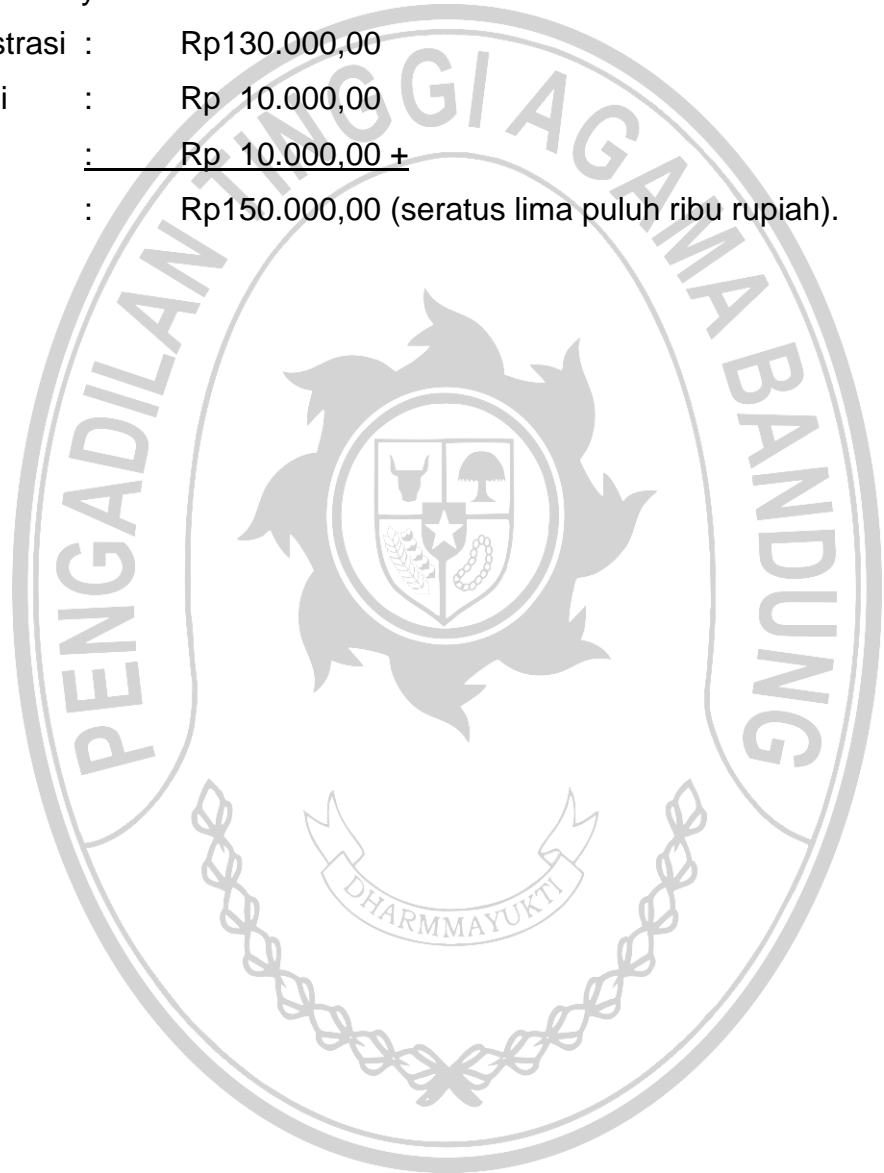 strasi : Rp130.000,00
i : Rp 10.000,00
: Rp 10.000,00 +
: Rp150.000,00 (seratus lima puluh ribu rupiah).
PENGADILAN TINGGI AGAMA BANDUNG
DHARMMAYUKTI